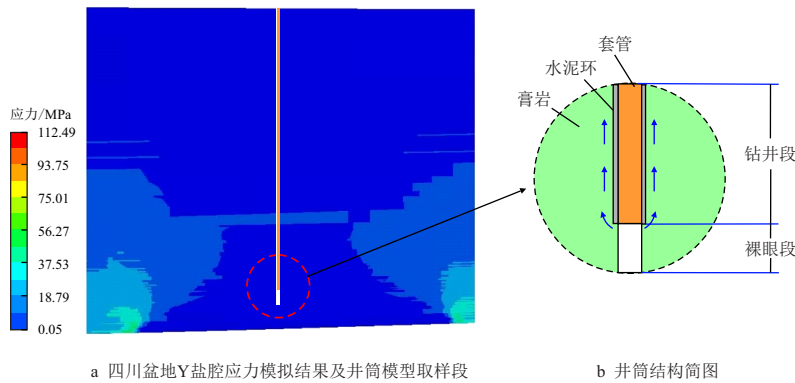 应力/MPa
112.49
93.75
75.01
56.27
37.53
18.79
0.05
套管
水泥环
膏岩
钻井段
裸眼段
a 四川盆地Y盐腔应力模拟结果及井筒模型取样段
b 井筒结构简图